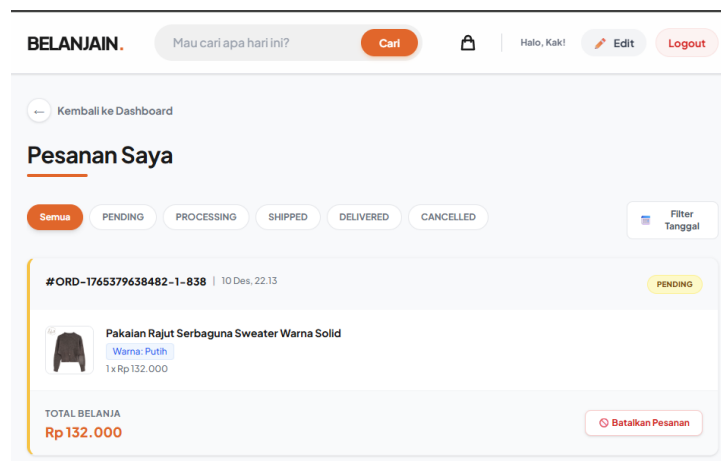 BELANJAIN.
Mau cari apa hari ini?
Cari
Halo, Kak!
Edit
Logout
← Kembali ke Dashboard
Pesanan Saya
Semua
PENDING
PROCESSING
SHIPPED
DELIVERED
CANCELLED
Filter
Tanggal
#ORD-1765379638482-1-838 | 10 Des, 22.13
PENDING
Pakaian Rajut Serbaguna Sweater Warna Solid
Warna: Putih
1 x Rp 132.000
TOTAL BELANJA
Rp 132.000
Batalkan Pesanan